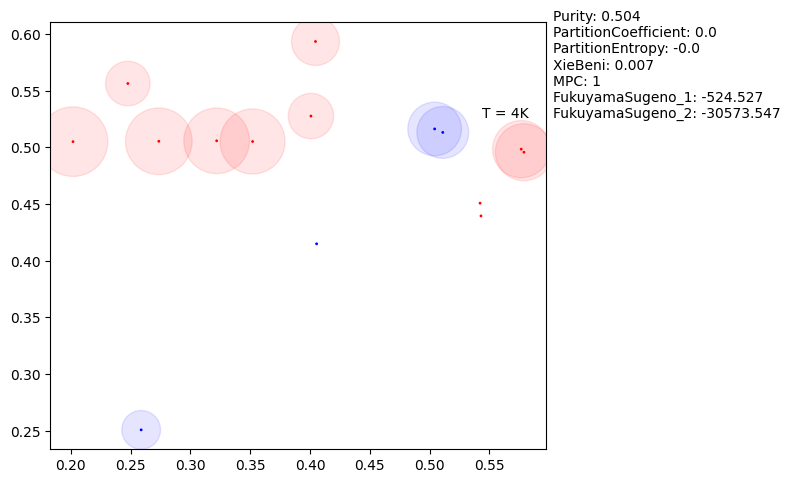 Purity: 0.504
PartitionCoefficient: 0.0
PartitionEntropy: -0.0
XieBeni: 0.007
MPC: 1
FukuyamaSugeno_1: -524.527
FukuyamaSugeno_2: -30573.547
T = 4K
0.60
0.55
0.50
0.45
0.40
0.35
0.30
0.25
0.20 0.25 0.30 0.35 0.40 0.45 0.50 0.55